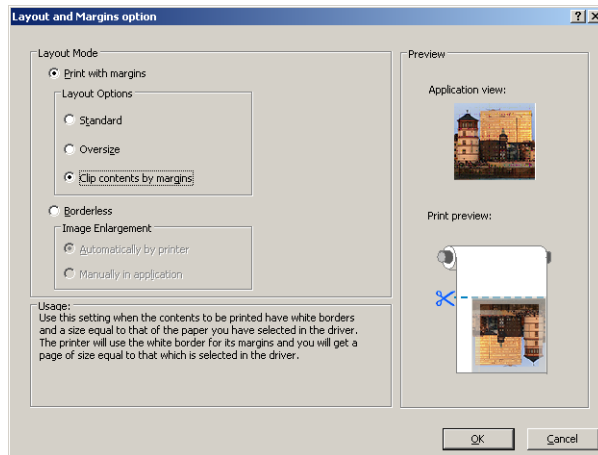 Layout and Margins option
Layout Mode
Print with margins
Layout Options
Standard
Oversize
Clip contents by margins
Borderless
Image Enlargement
Automatically by printer
Manually in application
Usage:
Use this setting when the contents to be printed have white borders
and a size equal to that of the paper you have selected in the driver.
The printer will use the white border for its margins and you will get a
page of size equal to that which is selected in the driver.
Preview
Application view:
Print preview:
OK
Cancel